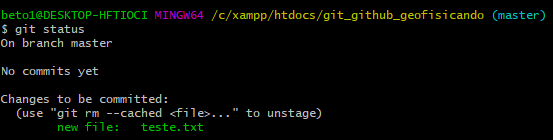 beto1@DESKTOP-HFTIOCI MINGW64 /c/xampp/htdocs/git_github_geofisicando (master)
$ git status
On branch master
No commits yet
Changes to be committed:
  (use "git rm --cached <file>..." to unstage)
        new file:   teste.txt